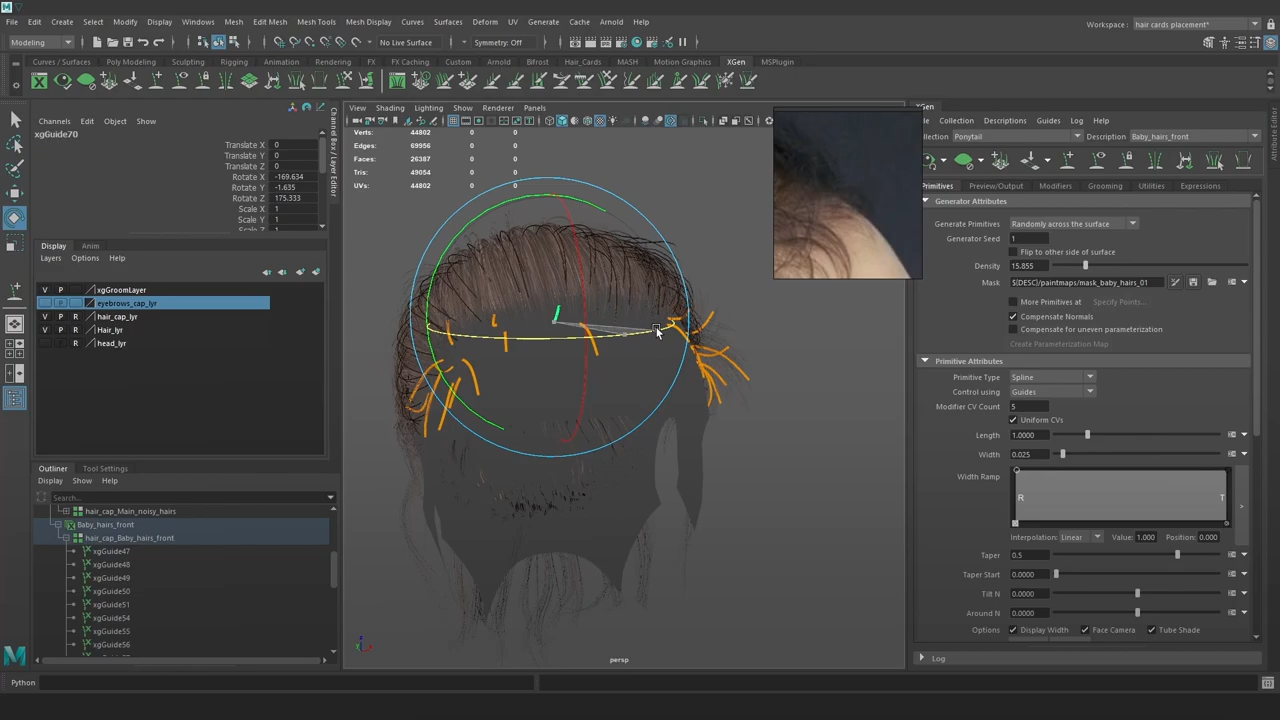 File Edit Create Select Modify Display Windows Mesh Edit Mesh Mesh Tools Mesh Display Curves Surfaces Deform UV Generate Cache Arnold Help
Workspace : hair cards placement*
Modeling No Live Surface Symmetry: Off
Curves / Surfaces Poly Modeling Sculpting Rigging Animation Rendering FX FX Caching Custom Arnold Bifrost Hair_Cards MASH Motion Graphics XGen MSPlugin
Channels Edit Object Show
xgGuide70
Translate X 0
Translate Y 0
Translate Z 0
Rotate X -169.634
Rotate Y -1.635
Rotate Z 175.333
Scale X 1
Scale Y 1
Channel Box / Layer Editor
Display Anim
Layers Options Help
V P xgGroomLayer
P eyebrows_cap_lyr
V P R hair_cap_lyr
V P R Hair_lyr
R head_lyr
Outliner Tool Settings
Display Show Help
Search...
hair_cap_Main_noisy_hairs
Baby_hairs_front
hair_cap_Baby_hairs_front
xgGuide47
xgGuide48
xgGuide49
xgGuide50
xgGuide51
xgGuide54
xgGuide55
xgGuide56
View Shading Lighting Show Renderer Panels
Verts: 44802 0 0
Edges: 69956 0 0
Faces: 26387 0 0
Tris: 49054 0 0
UVs: 44802 0 0
persp
XGen
Collection Descriptions Guides Log Help
Ponytail Description Baby_hairs_front
Primitives Preview/Output Modifiers Grooming Utilities Expressions
Generator Attributes
Generate Primitives Randomly across the surface
Generator Seed 1
Flip to other side of surface
Density 15.855
Mask ${DESC}/paintmaps/mask_baby_hairs_01
More Primitives at Specify Points...
Compensate Normals
Compensate for uneven parameterization
Create Parameterization Map
Primitive Attributes
Primitive Type Spline
Control using Guides
Modifier CV Count 5
Uniform CVs
Length 1.0000
Width 0.025
Width Ramp R T
Interpolation: Linear Value: 1.000 Position: 0.000
Taper 0.5
Taper Start 0.0000
Tilt N 0.0000
Around N 0.0000
Options Display Width Face Camera Tube Shade
Log
Attribute Editor
Python